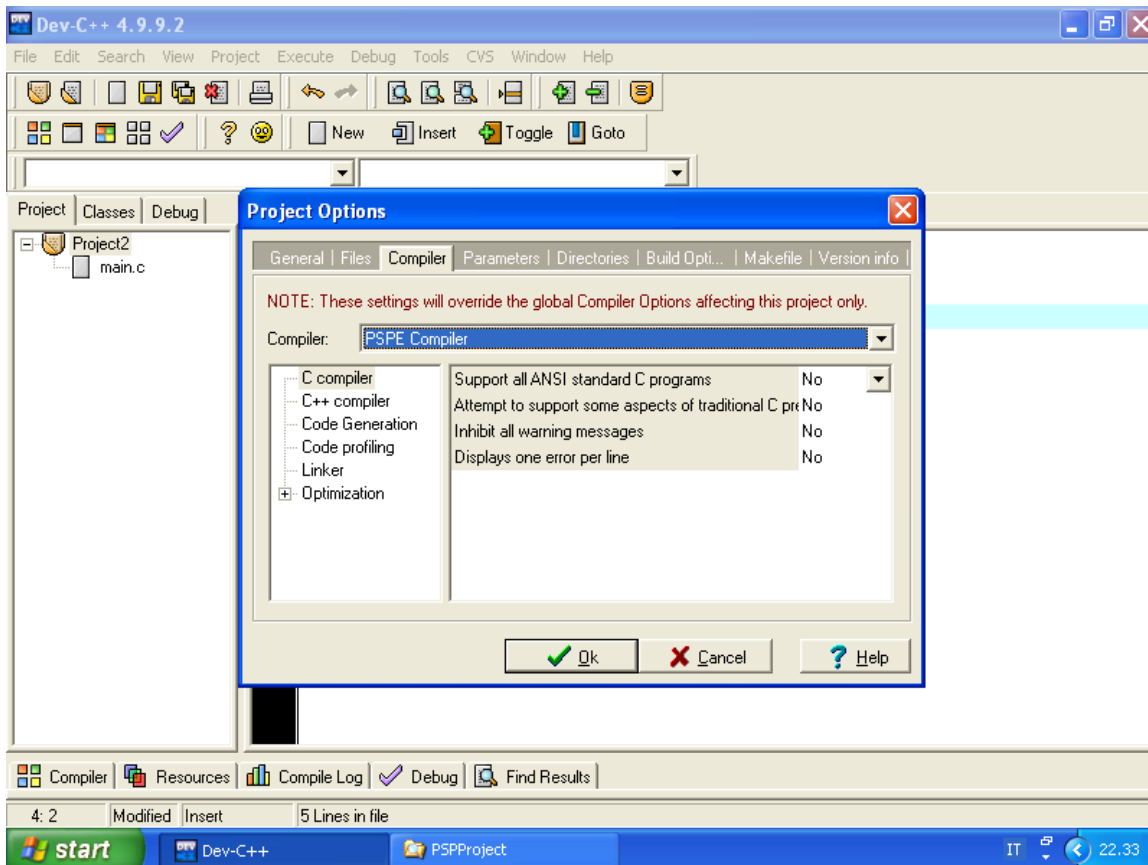 DEV Dev-C++ 4.9.9.2
File Edit Search View Project Execute Debug Tools CVS Window Help
New Insert Toggle Goto
Project Classes Debug
Project2
main.c
Project Options
General | Files Compiler Parameters | Directories | Build Opti... | Makefile | Version info |
NOTE: These settings will override the global Compiler Options affecting this project only.
Compiler: PSPE Compiler
C compiler
C++ compiler
Code Generation
Code profiling
Linker
Optimization
Support all ANSI standard C programs No
Attempt to support some aspects of traditional C pre No
Inhibit all warning messages No
Displays one error per line No
Ok Cancel Help
Compiler Resources Compile Log Debug Find Results
4: 2 Modified Insert 5 Lines in file
start DEV Dev-C++ PSPProject IT 22.33